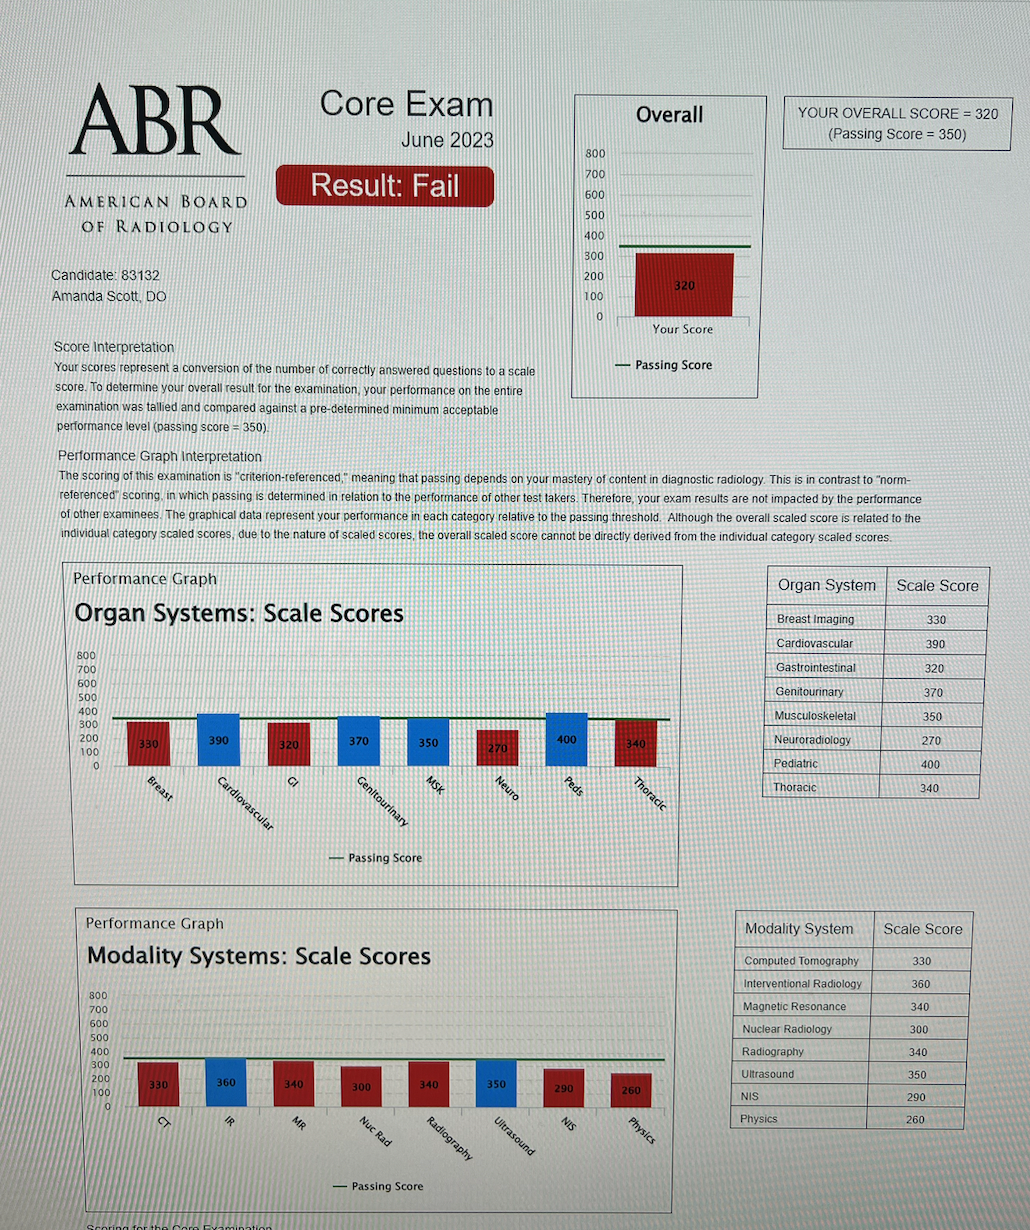 ABR
AMERICAN BOARD
OF RADIOLOGY
Core Exam
June 2023
Result: Fail
Candidate: 83132
Amanda Scott, DO
Overall
800
700
600
500
400
300
200
100
0
320
Your Score
Passing Score
YOUR OVERALL SCORE = 320
(Passing Score = 350)
Score Interpretation
Your scores represent a conversion of the number of correctly answered questions to a scale
score. To determine your overall result for the examination, your performance on the entire
examination was tallied and compared against a pre-determined minimum acceptable
performance level (passing score = 350).
Performance Graph Interpretation
The scoring of this examination is "criterion-referenced," meaning that passing depends on your mastery of content in diagnostic radiology. This is in contrast to "norm-
referenced" scoring, in which passing is determined in relation to the performance of other test takers. Therefore, your exam results are not impacted by the performance
of other examinees. The graphical data represent your performance in each category relative to the passing threshold. Although the overall scaled score is related to the
individual category scaled scores, due to the nature of scaled scores, the overall scaled score cannot be directly derived from the individual category scaled scores.
Performance Graph
Organ Systems: Scale Scores
800
700
600
500
400
300
200
100
0
330 390 320 370 350 270 400 340
Breast Cardiovascular GI Genitourinary MSK Neuro Peds Thoracic
Passing Score
Organ System Scale Score
Breast Imaging 330
Cardiovascular 390
Gastrointestinal 320
Genitourinary 370
Musculoskeletal 350
Neuroradiology 270
Pediatric 400
Thoracic 340
Performance Graph
Modality Systems: Scale Scores
800
700
600
500
400
300
200
100
0
330 360 340 300 340 350 290 260
CT IR MR Nuc Rad Radiography Ultrasound NIS Physics
Passing Score
Modality System Scale Score
Computed Tomography 330
Interventional Radiology 360
Magnetic Resonance 340
Nuclear Radiology 300
Radiography 340
Ultrasound 350
NIS 290
Physics 260
Scoring for the Core Examination